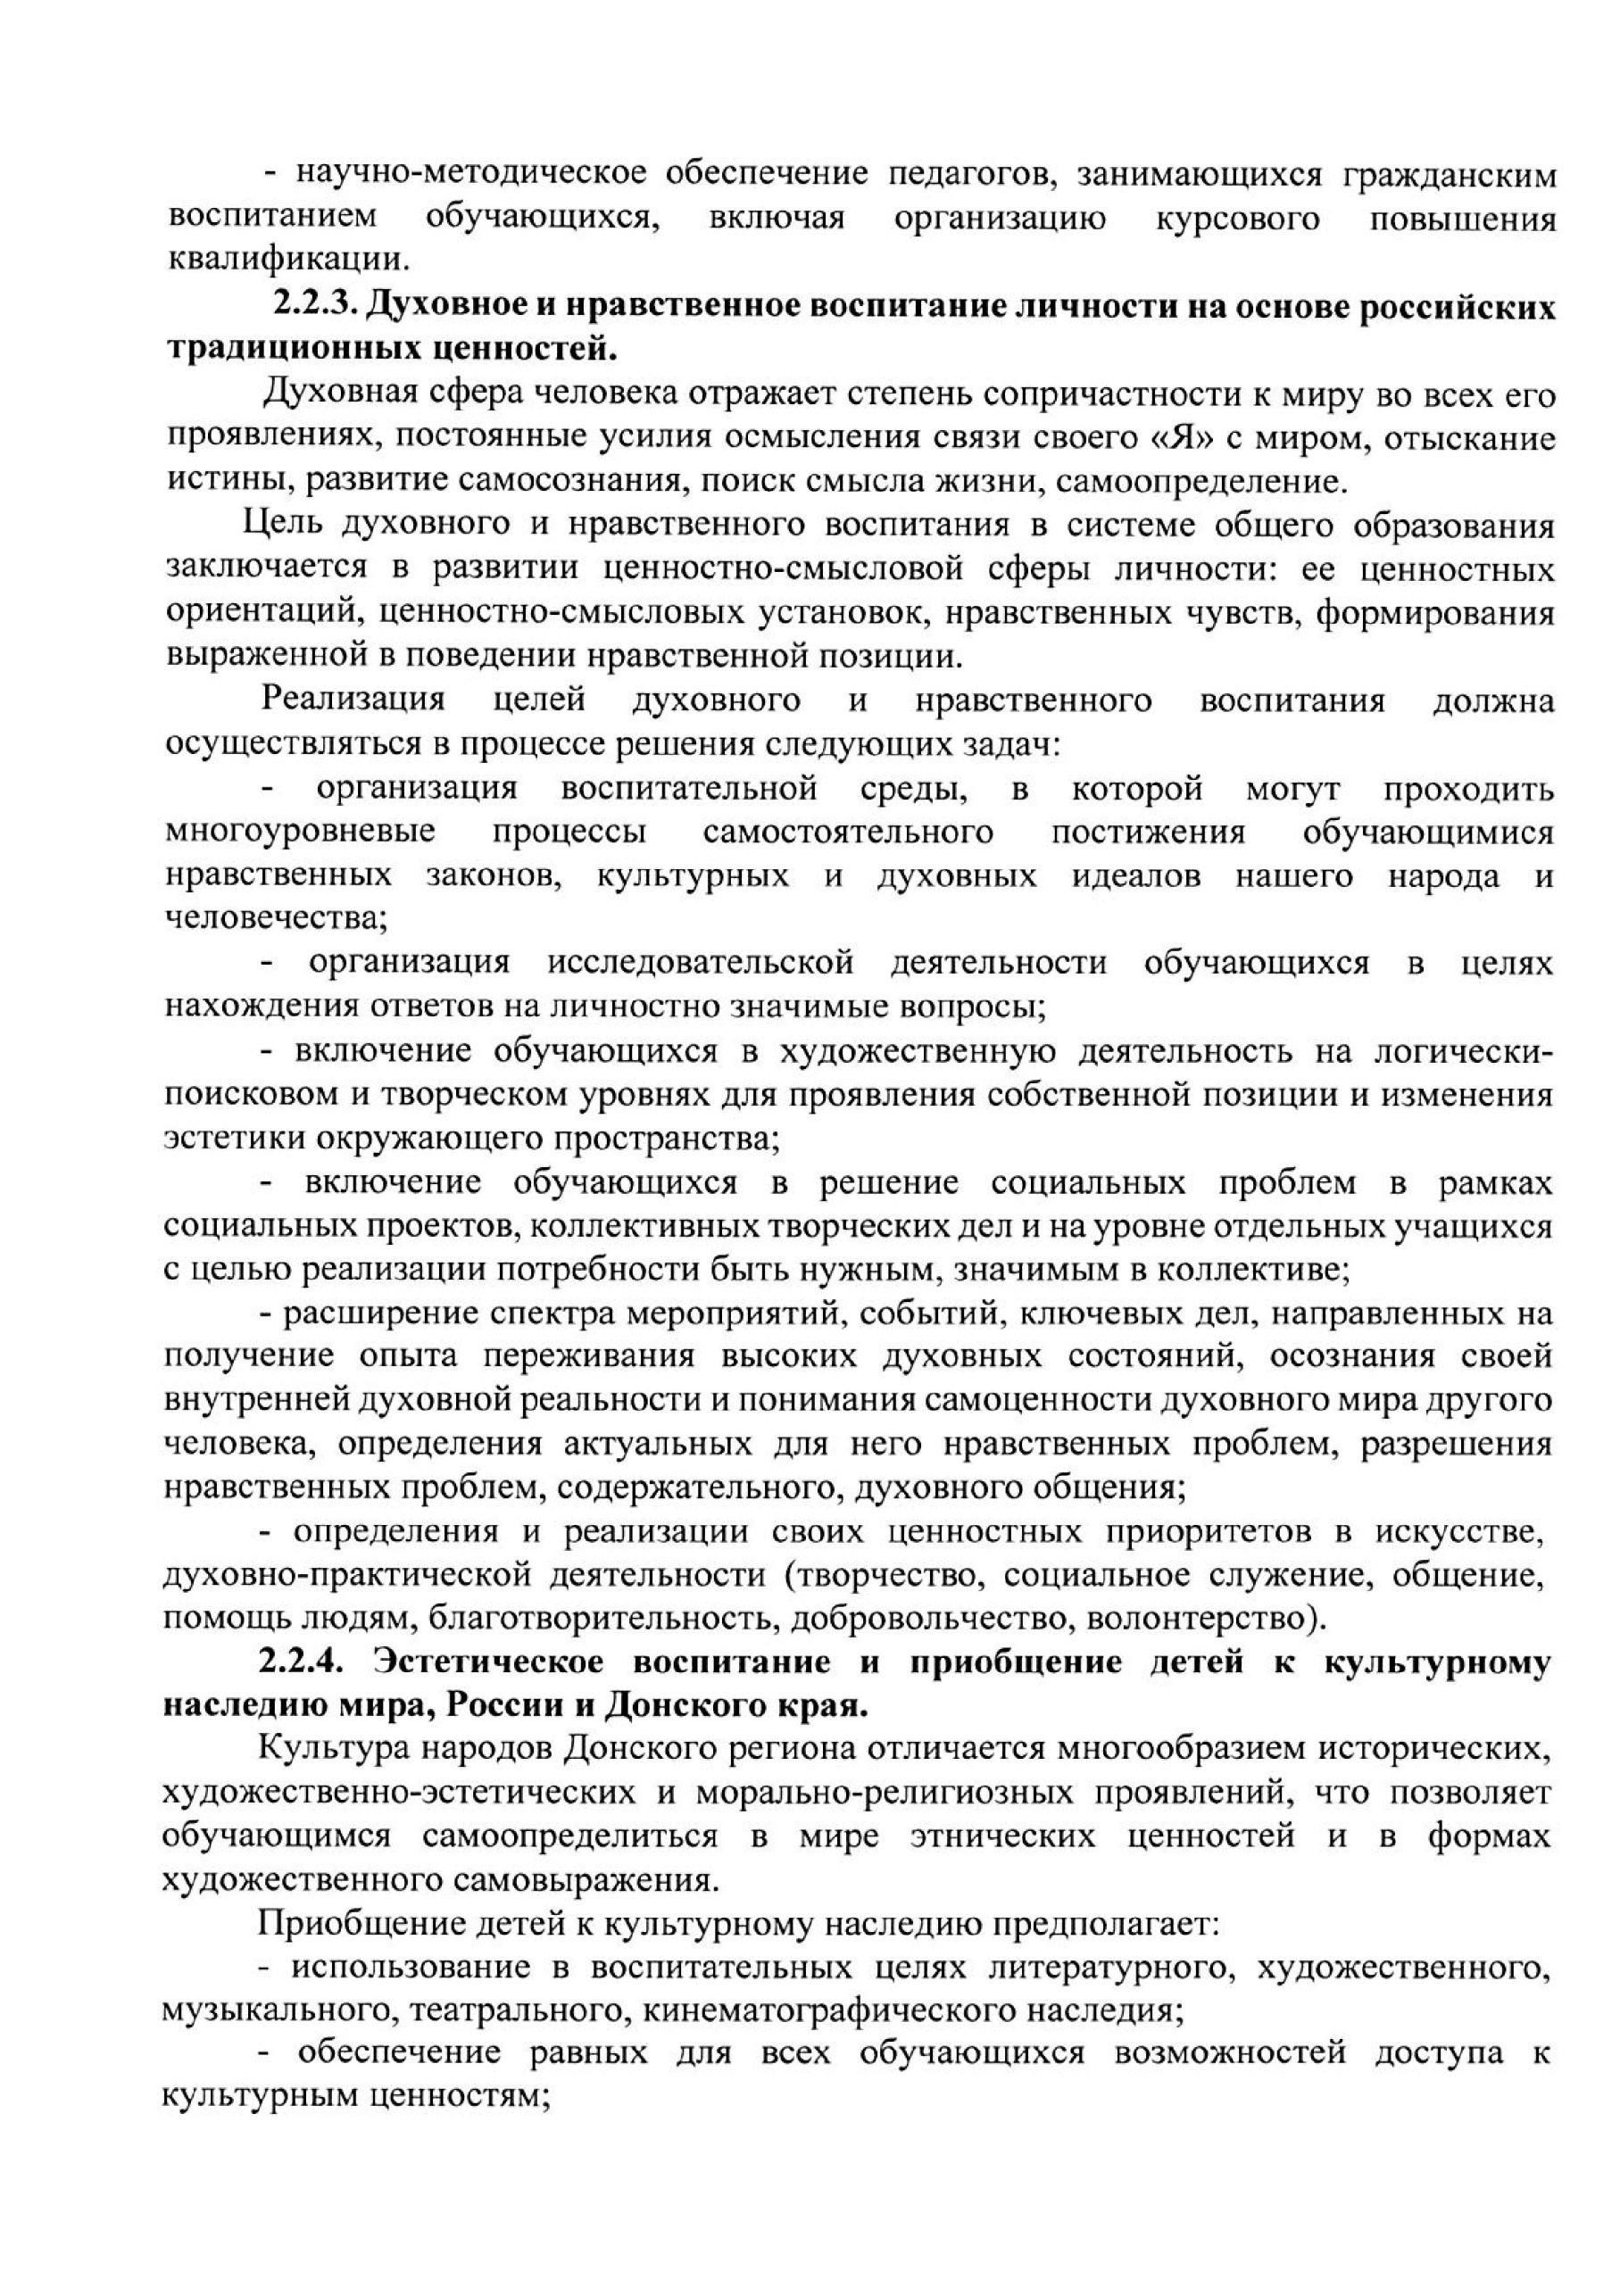 - научно-методическое обеспечение педагогов, занимающихся гражданским
воспитанием обучающихся, включая организацию курсового повышения
квалификации.
2.2.3. Духовное и нравственное воспитание личности на основе российских
традиционных ценностей.
Духовная сфера человека отражает степень сопричастности к миру во всех его
проявлениях, постоянные усилия осмысления связи своего «Я» с миром, отыскание
истины, развитие самосознания, поиск смысла жизни, самоопределение.
Цель духовного и нравственного воспитания в системе общего образования
заключается в развитии ценностно-смысловой сферы личности: ее ценностных
ориентаций, ценностно-смысловых установок, нравственных чувств, формирования
выраженной в поведении нравственной позиции.
Реализация целей духовного и нравственного воспитания должна
осуществляться в процессе решения следующих задач:
- организация воспитательной среды, в которой могут проходить
многоуровневые процессы самостоятельного постижения обучающимися
нравственных законов, культурных и духовных идеалов нашего народа и
человечества;
- организация исследовательской деятельности обучающихся в целях
нахождения ответов на личностно значимые вопросы;
- включение обучающихся в художественную деятельность на логически-
поисковом и творческом уровнях для проявления собственной позиции и изменения
эстетики окружающего пространства;
- включение обучающихся в решение социальных проблем в рамках
социальных проектов, коллективных творческих дел и на уровне отдельных учащихся
с целью реализации потребности быть нужным, значимым в коллективе;
- расширение спектра мероприятий, событий, ключевых дел, направленных на
получение опыта переживания высоких духовных состояний, осознания своей
внутренней духовной реальности и понимания самоценности духовного мира другого
человека, определения актуальных для него нравственных проблем, разрешения
нравственных проблем, содержательного, духовного общения;
- определения и реализации своих ценностных приоритетов в искусстве,
духовно-практической деятельности (творчество, социальное служение, общение,
помощь людям, благотворительность, добровольчество, волонтерство).
2.2.4. Эстетическое воспитание и приобщение детей к культурному
наследию мира, России и Донского края.
Культура народов Донского региона отличается многообразием исторических,
художественно-эстетических и морально-религиозных проявлений, что позволяет
обучающимся самоопределиться в мире этнических ценностей и в формах
художественного самовыражения.
Приобщение детей к культурному наследию предполагает:
- использование в воспитательных целях литературного, художественного,
музыкального, театрального, кинематографического наследия;
- обеспечение равных для всех обучающихся возможностей доступа к
культурным ценностям;